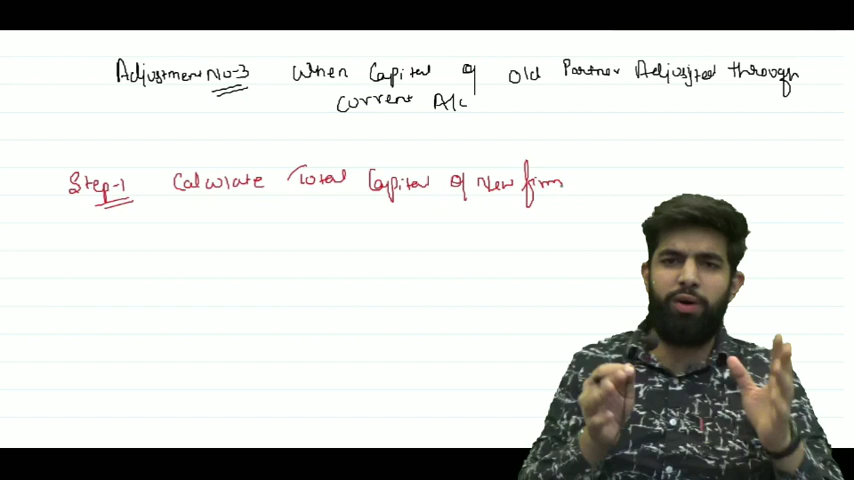 Adjustment No-3 When Capital of Old Partner Adjusted through
Current A/c
Step-1 Calculate Total Capital of New firm